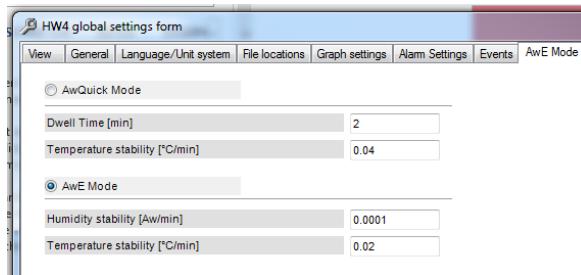 HW4 global settings form
View General Language/Unit system File locations Graph settings Alarm Settings Events AwE Mode
AwQuick Mode
Dwell Time [min] 2
Temperature stability [°C/min] 0.04
AwE Mode
Humidity stability [Aw/min] 0.0001
Temperature stability [°C/min] 0.02